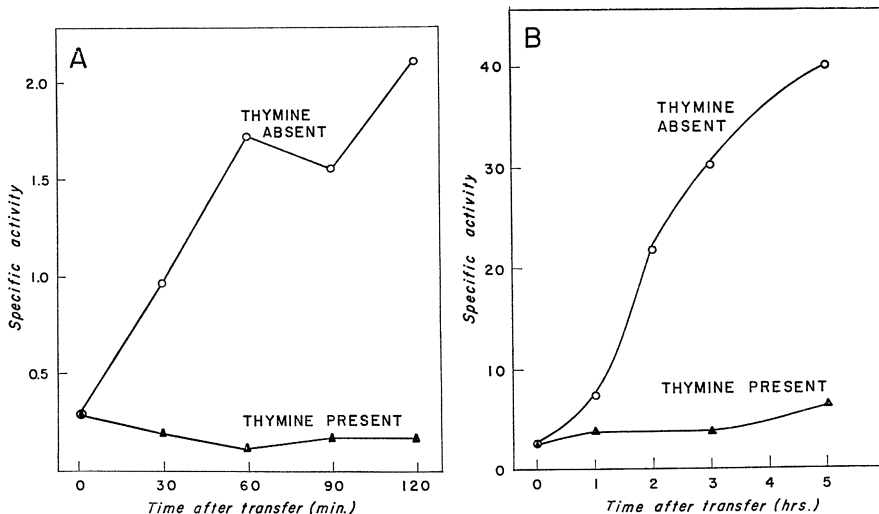 A
2.0
1.5
1.0
0.5
Specific activity
THYMINE
ABSENT
THYMINE PRESENT
0 30 60 90 120
Time after transfer (min.)
B
40
30
20
10
0
Specific activity
THYMINE
ABSENT
THYMINE PRESENT
0 1 2 3 4 5
Time after transfer (hrs.)